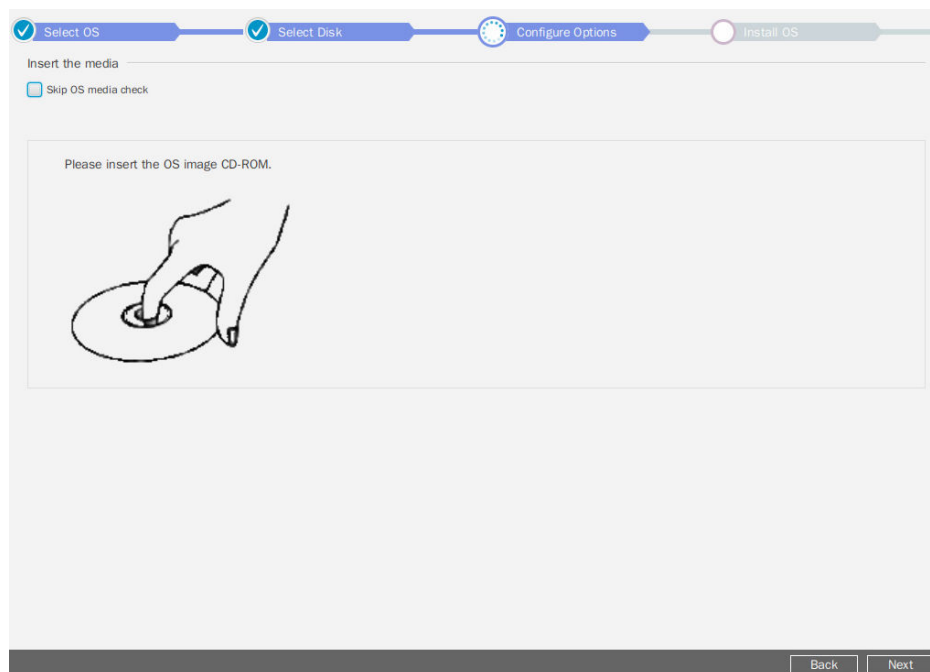 Select OS
Select Disk
Configure Options
Install OS
Insert the media
Skip OS media check
Please insert the OS image CD-ROM.
Back
Next